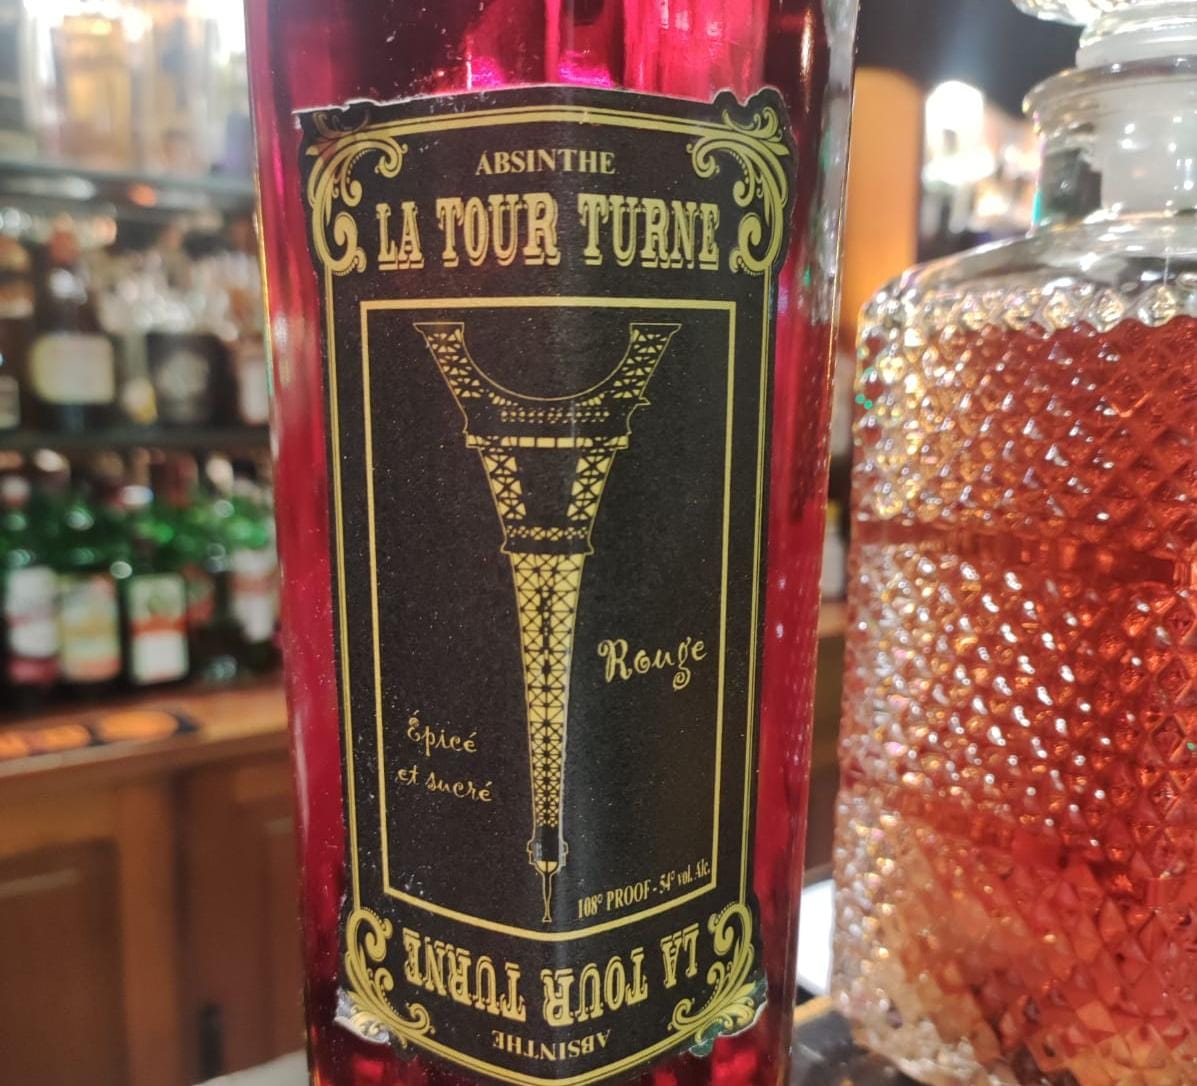 ABSINTHE
LA TOUR TURNE
Rouge
Épicé
et sucré
108° PROOF - 54° vol. Alc.
LA TOUR TURNE
ABSINTHE